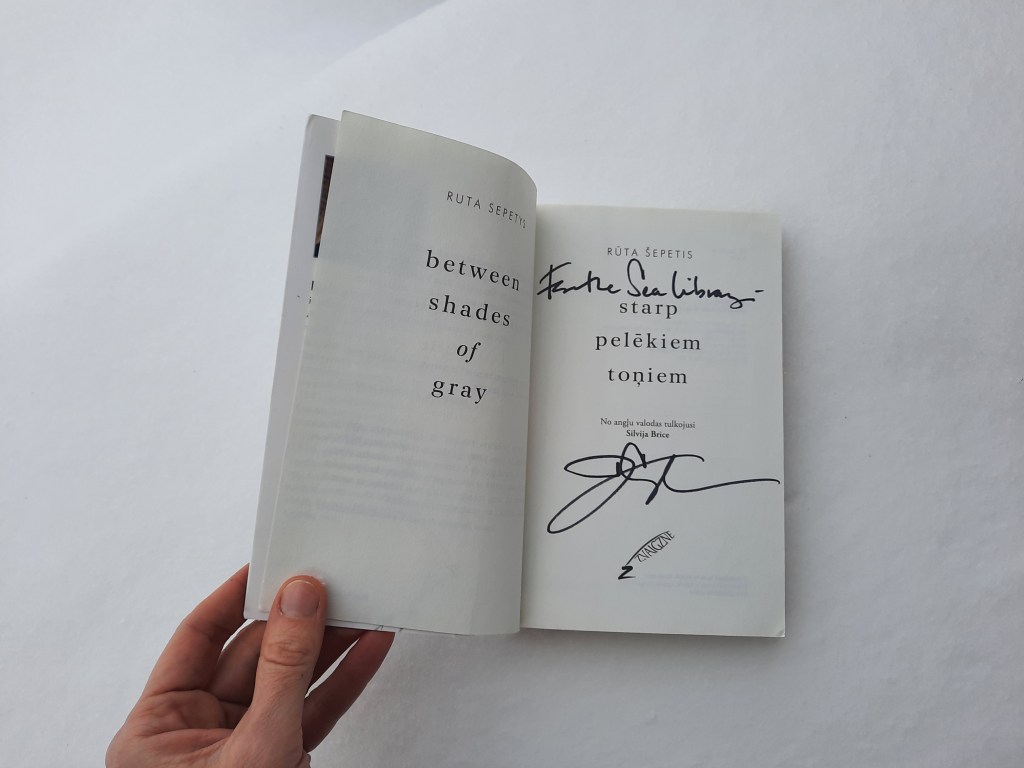 RUTA SEPETYS
between
shades
of
gray
RŪTA ŠEPETIS
For the Sea Library –
starp
pelēkiem
toņiem
No angļu valodas tulkojusi
Silvija Brice
ZVAIGZNE